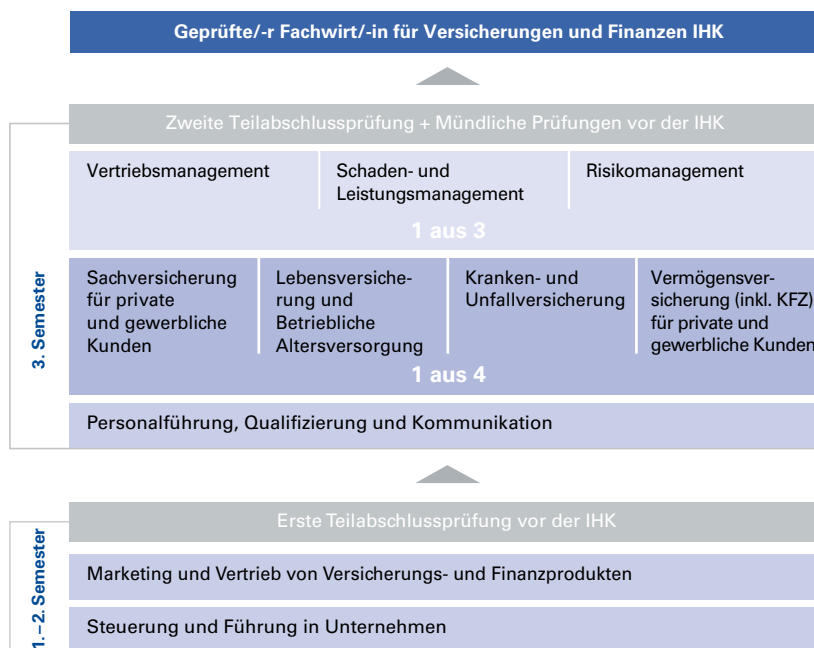 Geprüfte/-r Fachwirt/-in für Versicherungen und Finanzen IHK
Zweite Teilabschlussprüfung + Mündliche Prüfungen vor der IHK
3. Semester
Vertriebsmanagement
Schaden- und
Leistungsmanagement
Risikomanagement
1 aus 3
Sachversicherung
für private
und gewerbliche
Kunden
Lebensversiche-
rung und
Betriebliche
Altersversorgung
Kranken- und
Unfallversicherung
Vermögensver-
sicherung (inkl. KFZ)
für private und
gewerbliche Kunden
1 aus 4
Personalführung, Qualifizierung und Kommunikation
Erste Teilabschlussprüfung vor der IHK
1.–2. Semester
Marketing und Vertrieb von Versicherungs- und Finanzprodukten
Steuerung und Führung in Unternehmen